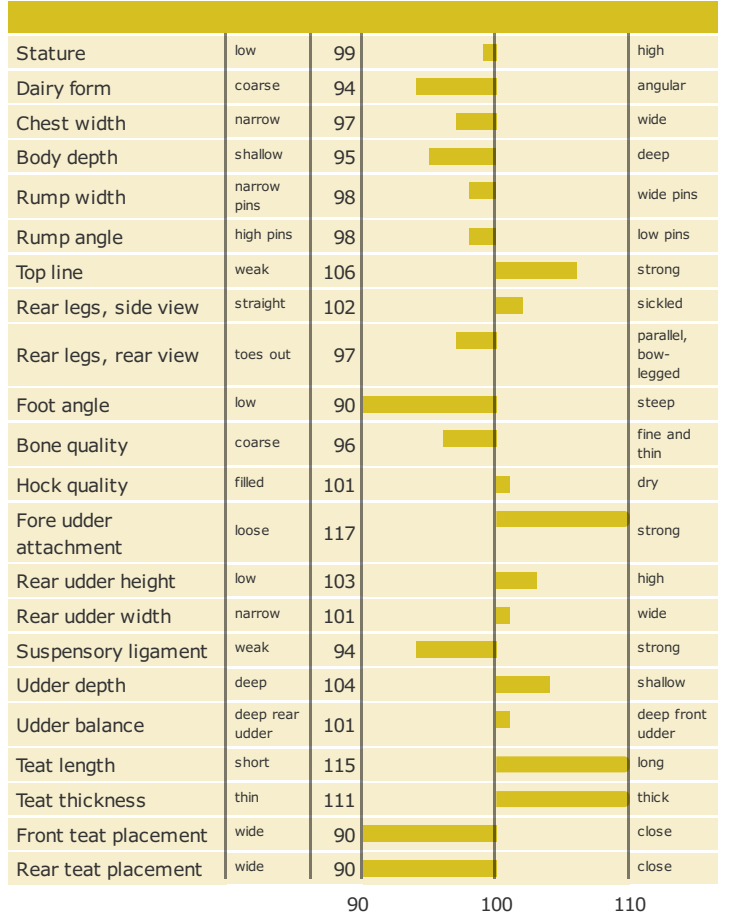 Stature low 99 high
Dairy form coarse 94 angular
Chest width narrow 97 wide
Body depth shallow 95 deep
Rump width narrow pins 98 wide pins
Rump angle high pins 98 low pins
Top line weak 106 strong
Rear legs, side view straight 102 sickled
Rear legs, rear view toes out 97 parallel, bow-legged
Foot angle low 90 steep
Bone quality coarse 96 fine and thin
Hock quality filled 101 dry
Fore udder attachment loose 117 strong
Rear udder height low 103 high
Rear udder width narrow 101 wide
Suspensory ligament weak 94 strong
Udder depth deep 104 shallow
Udder balance deep rear udder 101 deep front udder
Teat length short 115 long
Teat thickness thin 111 thick
Front teat placement wide 90 close
Rear teat placement wide 90 close
90 100 110